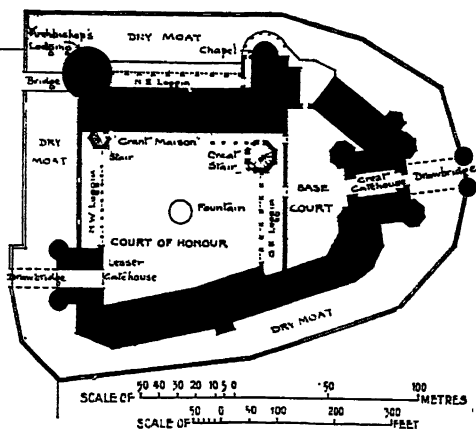 Archbishop's
Lodging
DRY MOAT
Chapel
Bridge
N E Loggia
DRY
MOAT
"Grant Maison"
Stair
Great
Stair
Great
Gatehouse
Drawbridge
BASE
COURT
N W Loggia
Fountain
S E Loggia
COURT OF HONOUR
Lesser
Gatehouse
Drawbridge
DRY MOAT
50 40 30 20 10 5 0 50 100
SCALE OF METRES
50 0 50 100 200 300
SCALE OF FEET